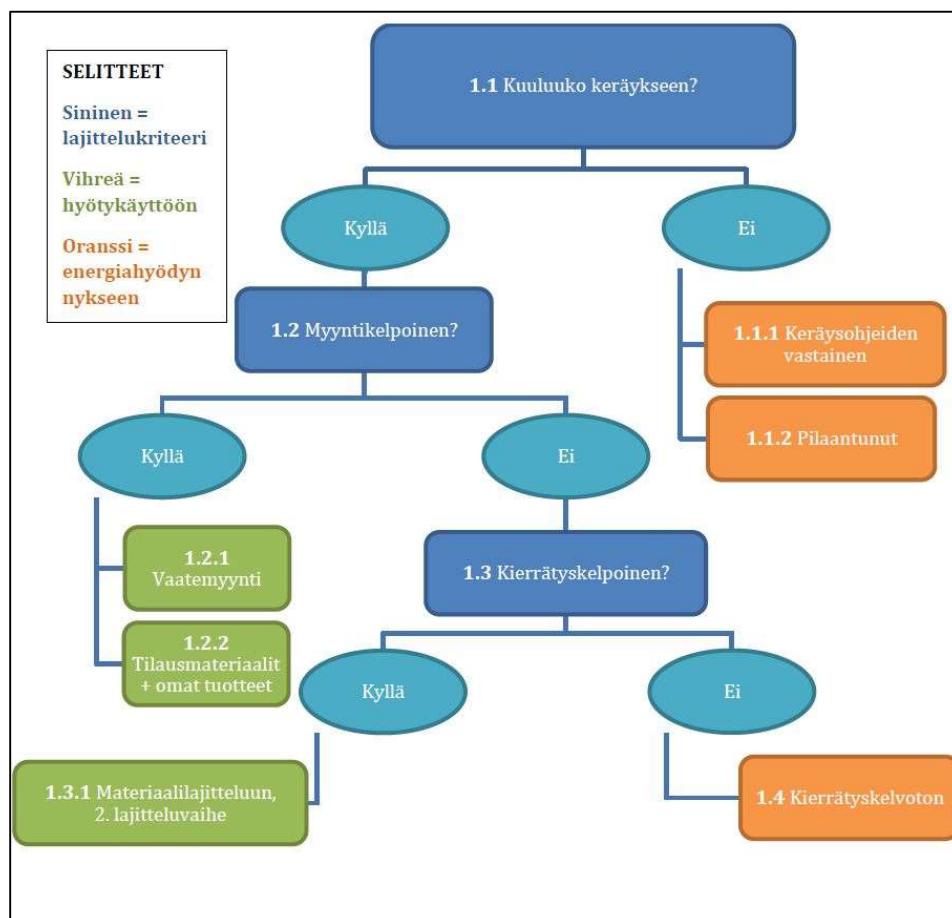 SELITTEET
Sininen =
lajittelukriteeri
Vihreä =
hyötykäyttöön
Oranssi =
energiahyödyn
nykseen
1.1 Kuuluuko keräykseen?
Kyllä
Ei
1.2 Myyntikelpoinen?
1.1.1 Keräysohjeiden
vastainen
1.1.2 Pilaantunut
Kyllä
Ei
1.2.1
Vaatemyynti
1.2.2
Tilausmateriaalit
+ omat tuotteet
1.3 Kierrätyskelpoinen?
Kyllä
Ei
1.3.1 Materiaalilajitteluun,
2. lajitteluvaihe
1.4 Kierrätyskelvoton